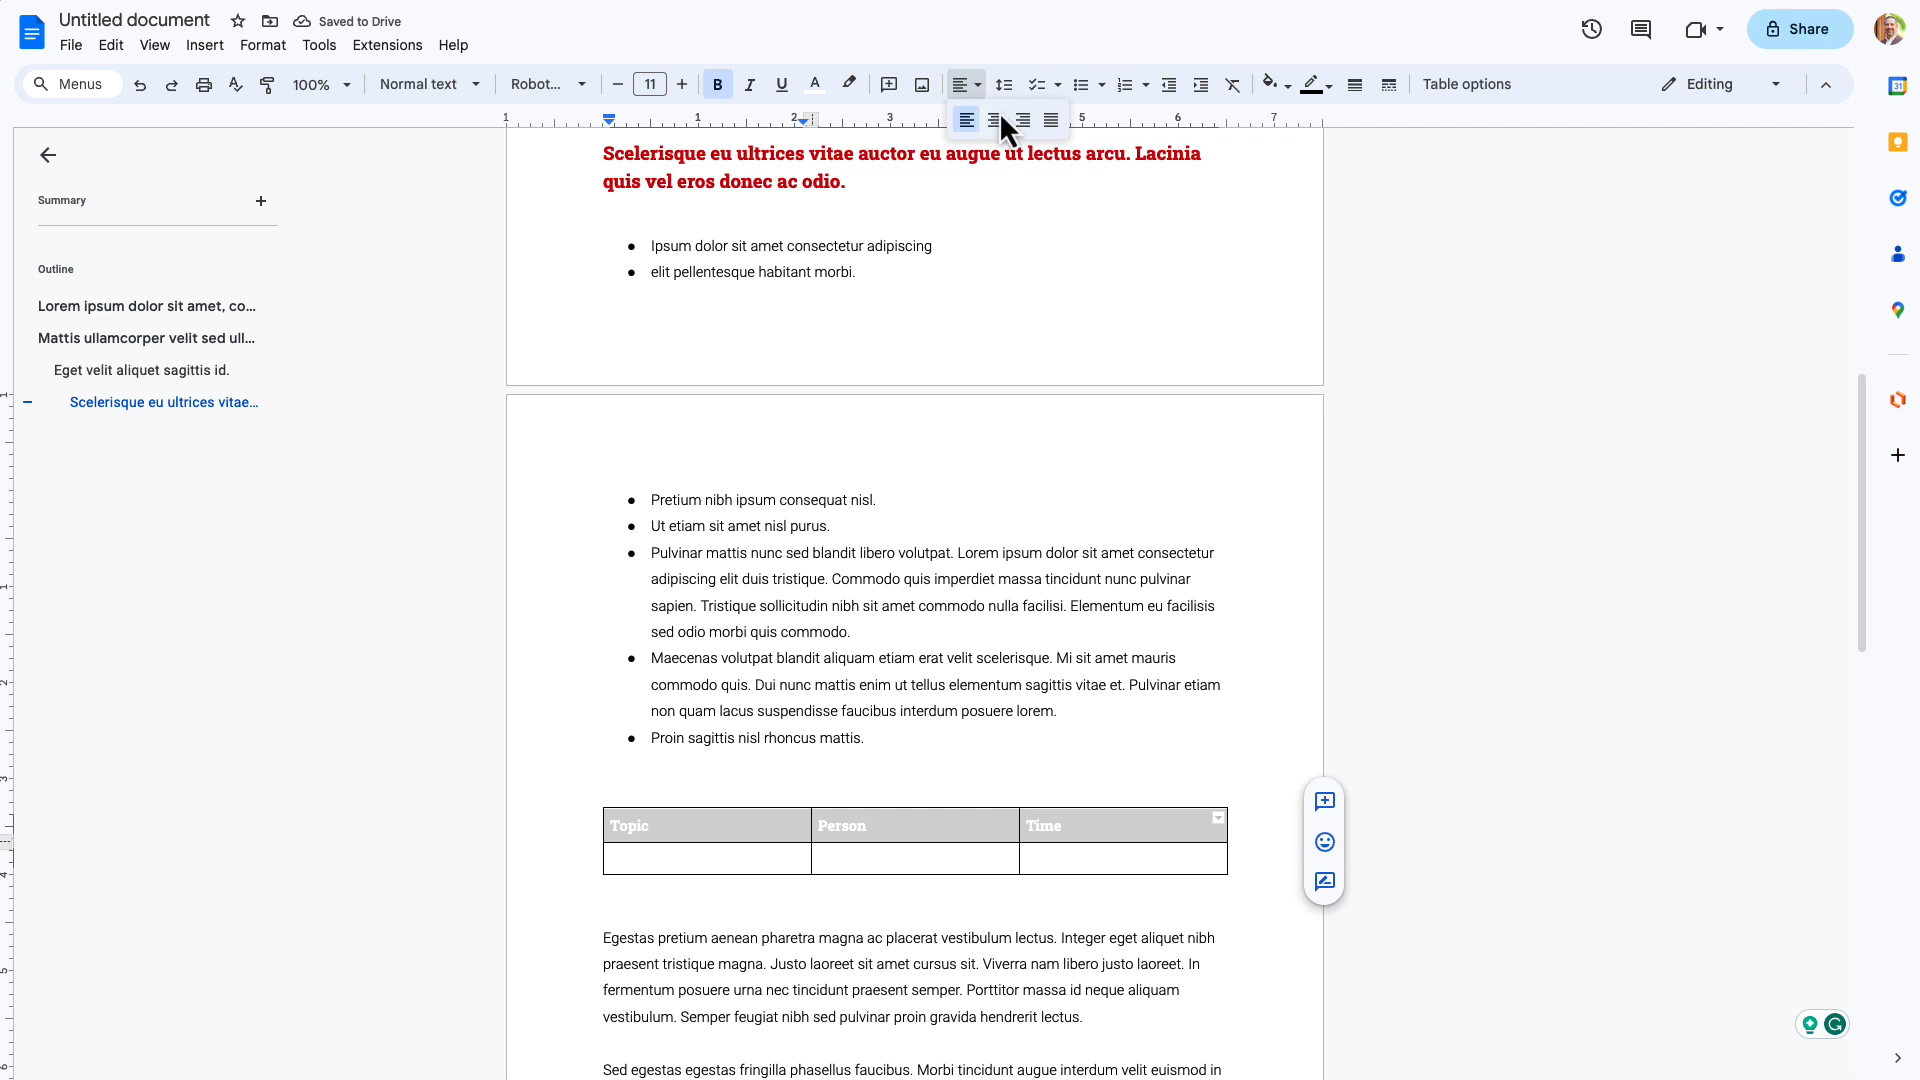 Untitled document
Saved to Drive
File Edit View Insert Format Tools Extensions Help
Share
Menus
100%
Normal text
Robot...
11
Table options
Editing
1 1 2 3 5 6 7
31
Summary
Outline
Lorem ipsum dolor sit amet, co...
Mattis ullamcorper velit sed ull...
Eget velit aliquet sagittis id.
Scelerisque eu ultrices vitae...
Scelerisque eu ultrices vitae auctor eu augue ut lectus arcu. Lacinia
quis vel eros donec ac odio.
● Ipsum dolor sit amet consectetur adipiscing
● elit pellentesque habitant morbi.
● Pretium nibh ipsum consequat nisl.
● Ut etiam sit amet nisl purus.
● Pulvinar mattis nunc sed blandit libero volutpat. Lorem ipsum dolor sit amet consectetur
adipiscing elit duis tristique. Commodo quis imperdiet massa tincidunt nunc pulvinar
sapien. Tristique sollicitudin nibh sit amet commodo nulla facilisi. Elementum eu facilisis
sed odio morbi quis commodo.
● Maecenas volutpat blandit aliquam etiam erat velit scelerisque. Mi sit amet mauris
commodo quis. Dui nunc mattis enim ut tellus elementum sagittis vitae et. Pulvinar etiam
non quam lacus suspendisse faucibus interdum posuere lorem.
● Proin sagittis nisl rhoncus mattis.
Topic Person Time
Egestas pretium aenean pharetra magna ac placerat vestibulum lectus. Integer eget aliquet nibh
praesent tristique magna. Justo laoreet sit amet cursus sit. Viverra nam libero justo laoreet. In
fermentum posuere urna nec tincidunt praesent semper. Porttitor massa id neque aliquam
vestibulum. Semper feugiat nibh sed pulvinar proin gravida hendrerit lectus.
Sed egestas egestas fringilla phasellus faucibus. Morbi tincidunt augue interdum velit euismod in